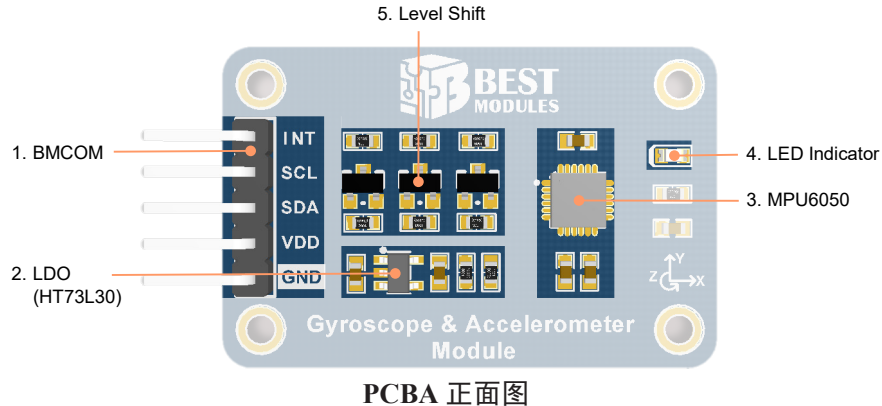 5. Level Shift
BEST
MODULES
1. BMCOM
INT
SCL
SDA
VDD
GND
4. LED Indicator
3. MPU6050
2. LDO
(HT73L30)
Y
Z
X
Gyroscope & Accelerometer
Module
PCBA 正面图